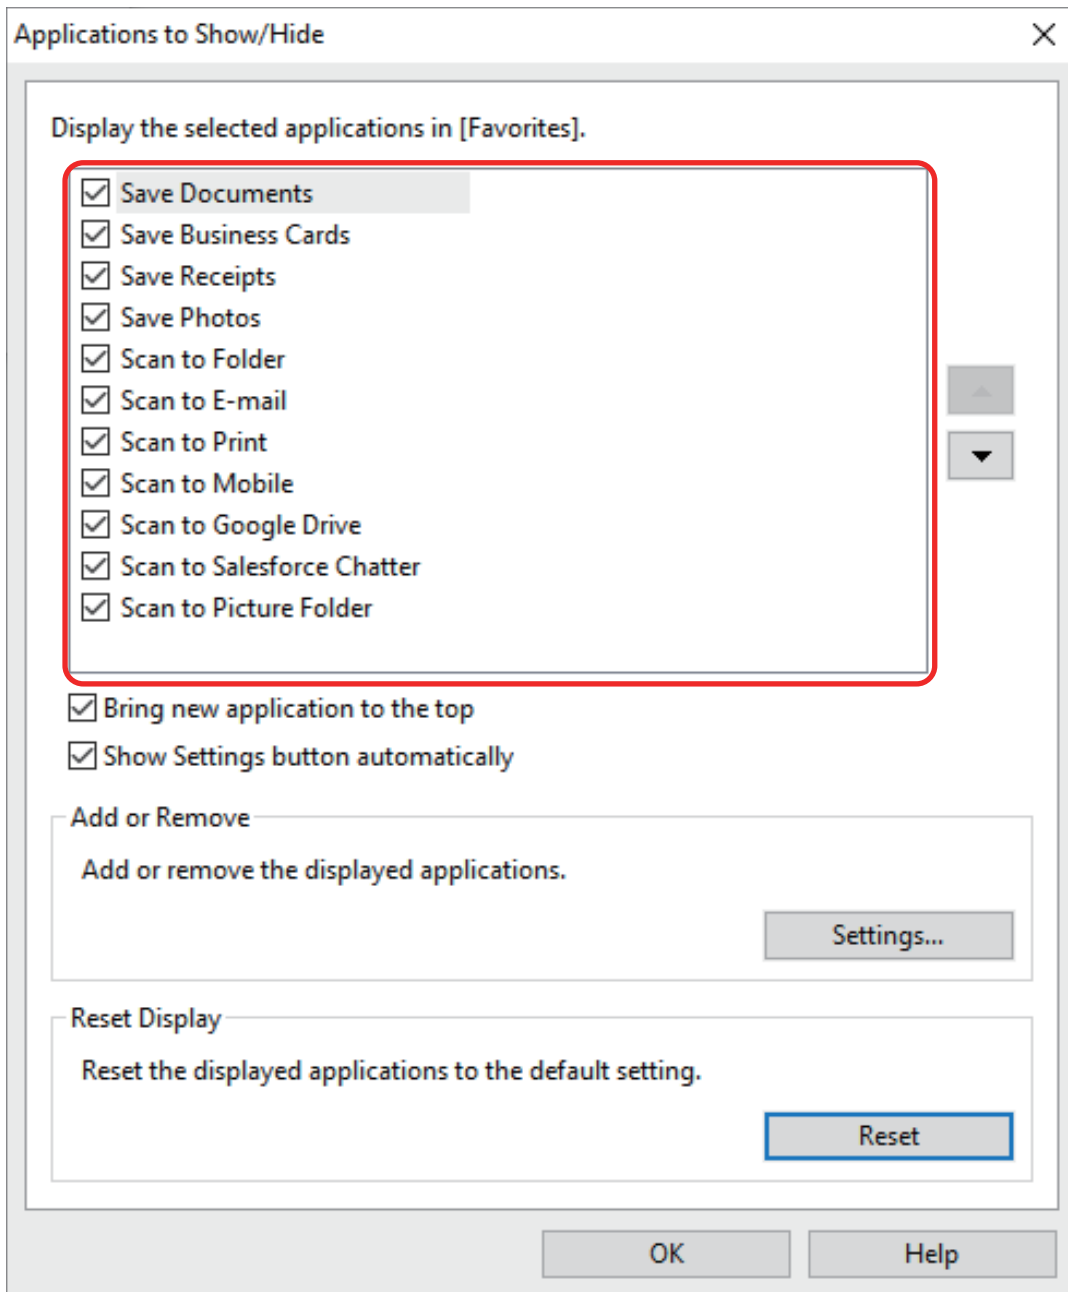 Applications to Show/Hide
Display the selected applications in [Favorites].
Save Documents
Save Business Cards
Save Receipts
Save Photos
Scan to Folder
Scan to E-mail
Scan to Print
Scan to Mobile
Scan to Google Drive
Scan to Salesforce Chatter
Scan to Picture Folder
Bring new application to the top
Show Settings button automatically
Add or Remove
Add or remove the displayed applications.
Settings...
Reset Display
Reset the displayed applications to the default setting.
Reset
OK Help